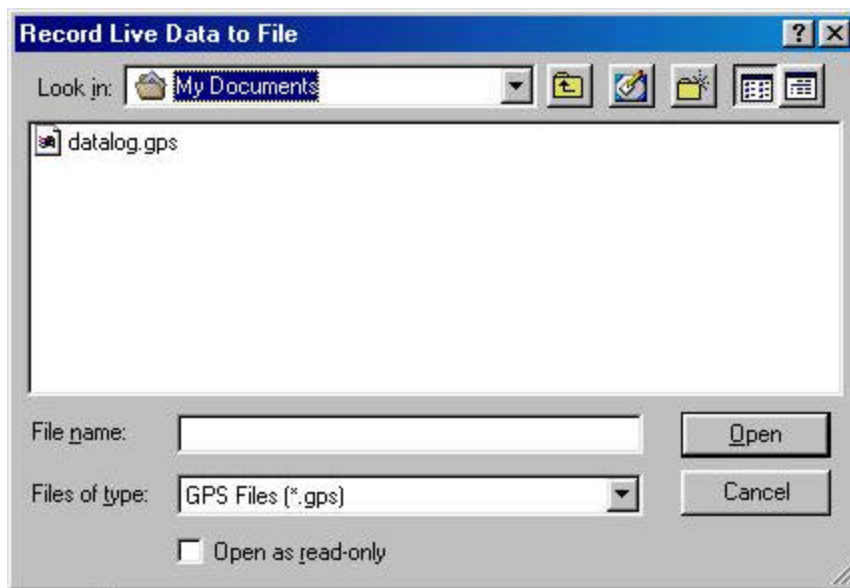 Record Live Data to File
Look in: My Documents
datalog.gps
File name: Open
Files of type: GPS Files (*.gps) Cancel
Open as read-only